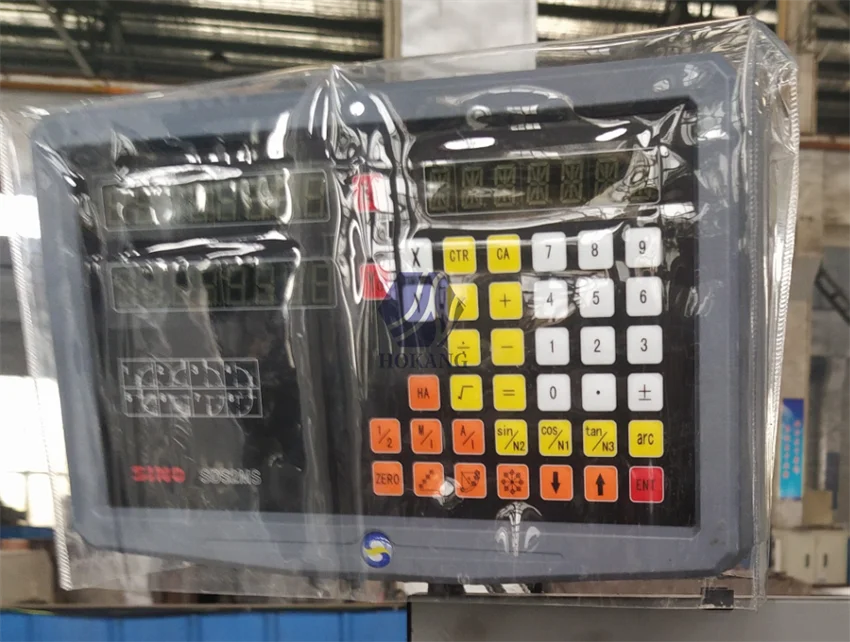 X CTR CA 7 8 9
Y × + 4 5 6
÷ - 1 2 3
HOKANG
HA √ = 0 . ±
1/2 M/I A/I sin/N2 cos/N1 tan/N3 arc
SINO SDS2MS
ZERO ⬇ ⬆ ENT